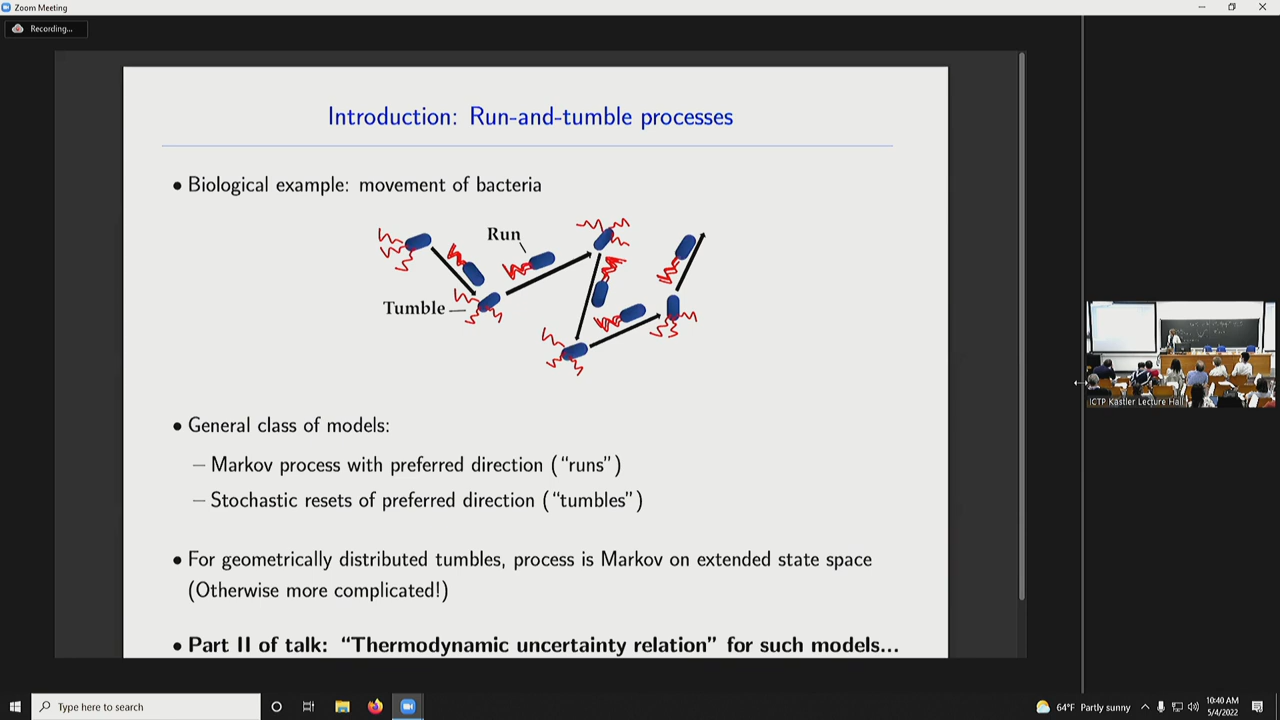 Zoom Meeting
Recording...
Introduction: Run-and-tumble processes
• Biological example: movement of bacteria
Run
Tumble
• General class of models:
– Markov process with preferred direction (“runs”)
– Stochastic resets of preferred direction (“tumbles”)
• For geometrically distributed tumbles, process is Markov on extended state space
(Otherwise more complicated!)
• Part II of talk: “Thermodynamic uncertainty relation” for such models...
ICTP Kastler Lecture Hall
Type here to search
64°F Partly sunny
10:40 AM
5/4/2022